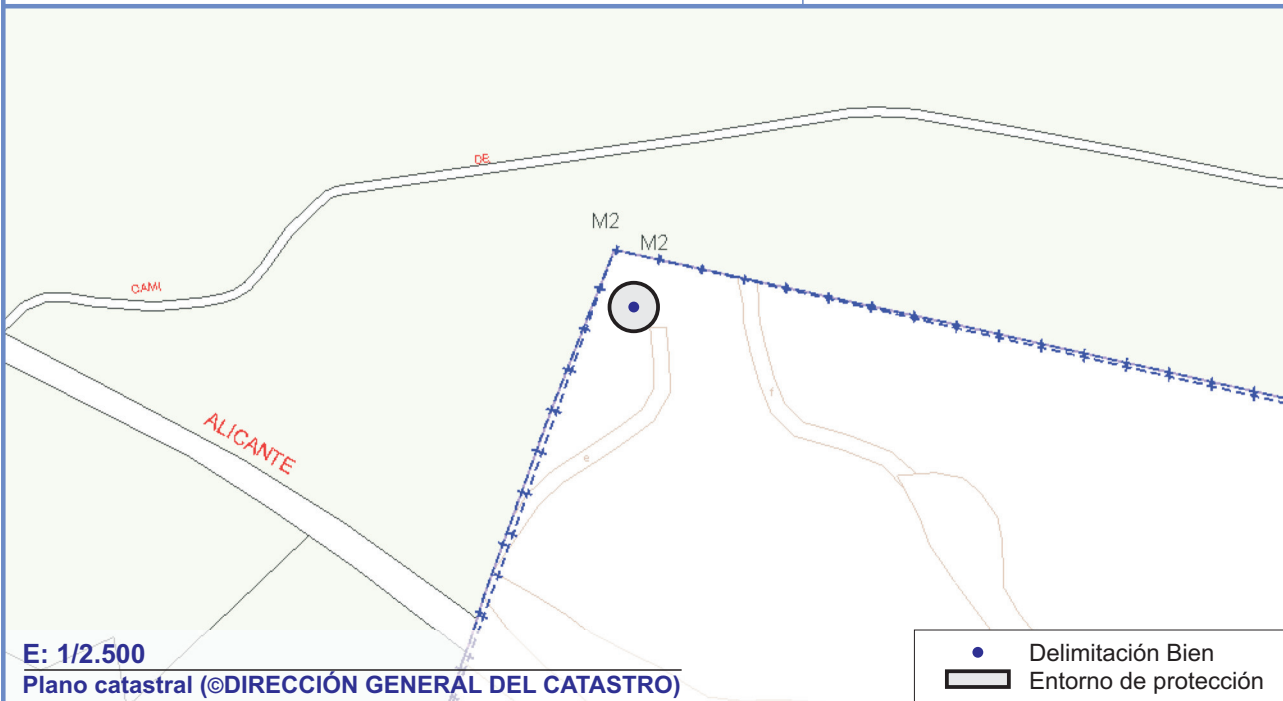 DE
M2
M2
CAMI
ALICANTE
f
e
E: 1/2.500
Plano catastral (©DIRECCIÓN GENERAL DEL CATASTRO)
Delimitación Bien
Entorno de protección